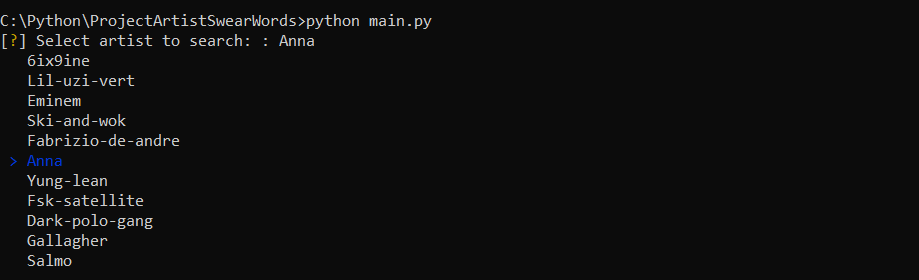 C:\Python\ProjectArtistSwearWords>python main.py
[?] Select artist to search: : Anna
6ix9ine
Lil-uzi-vert
Eminem
Ski-and-wok
Fabrizio-de-andre
> Anna
Yung-lean
Fsk-satellite
Dark-polo-gang
Gallagher
Salmo